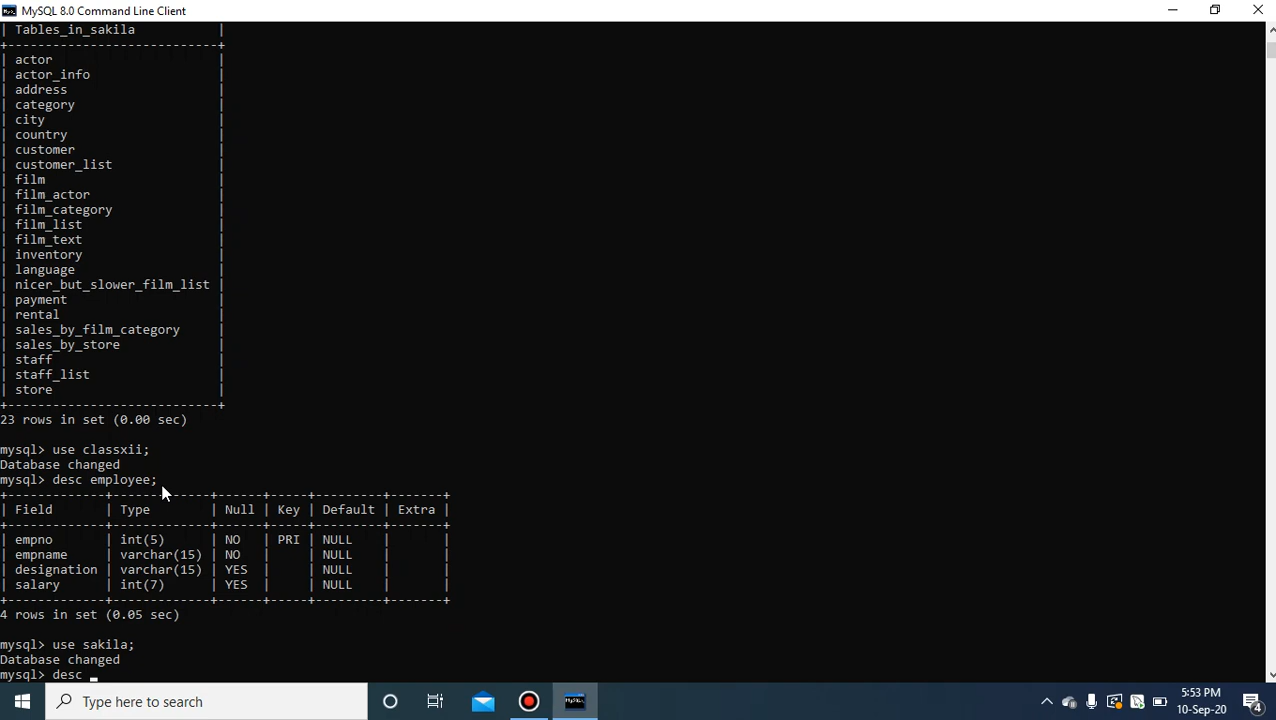 MySQL 8.0 Command Line Client
| Tables_in_sakila           |
+----------------------------+
| actor                      |
| actor_info                 |
| address                    |
| category                   |
| city                       |
| country                    |
| customer                   |
| customer_list              |
| film                       |
| film_actor                 |
| film_category              |
| film_list                  |
| film_text                  |
| inventory                  |
| language                   |
| nicer_but_slower_film_list |
| payment                    |
| rental                     |
| sales_by_film_category     |
| sales_by_store             |
| staff                      |
| staff_list                 |
| store                      |
+----------------------------+
23 rows in set (0.00 sec)
mysql> use classxii;
Database changed
mysql> desc employee;
+-------------+-------------+------+-----+---------+-------+
| Field       | Type        | Null | Key | Default | Extra |
+-------------+-------------+------+-----+---------+-------+
| empno       | int(5)      | NO   | PRI | NULL    |       |
| empname     | varchar(15) | NO   |     | NULL    |       |
| designation | varchar(15) | YES  |     | NULL    |       |
| salary      | int(7)      | YES  |     | NULL    |       |
+-------------+-------------+------+-----+---------+-------+
4 rows in set (0.05 sec)
mysql> use sakila;
Database changed
mysql> desc _
Type here to search
5:53 PM
10-Sep-20
4